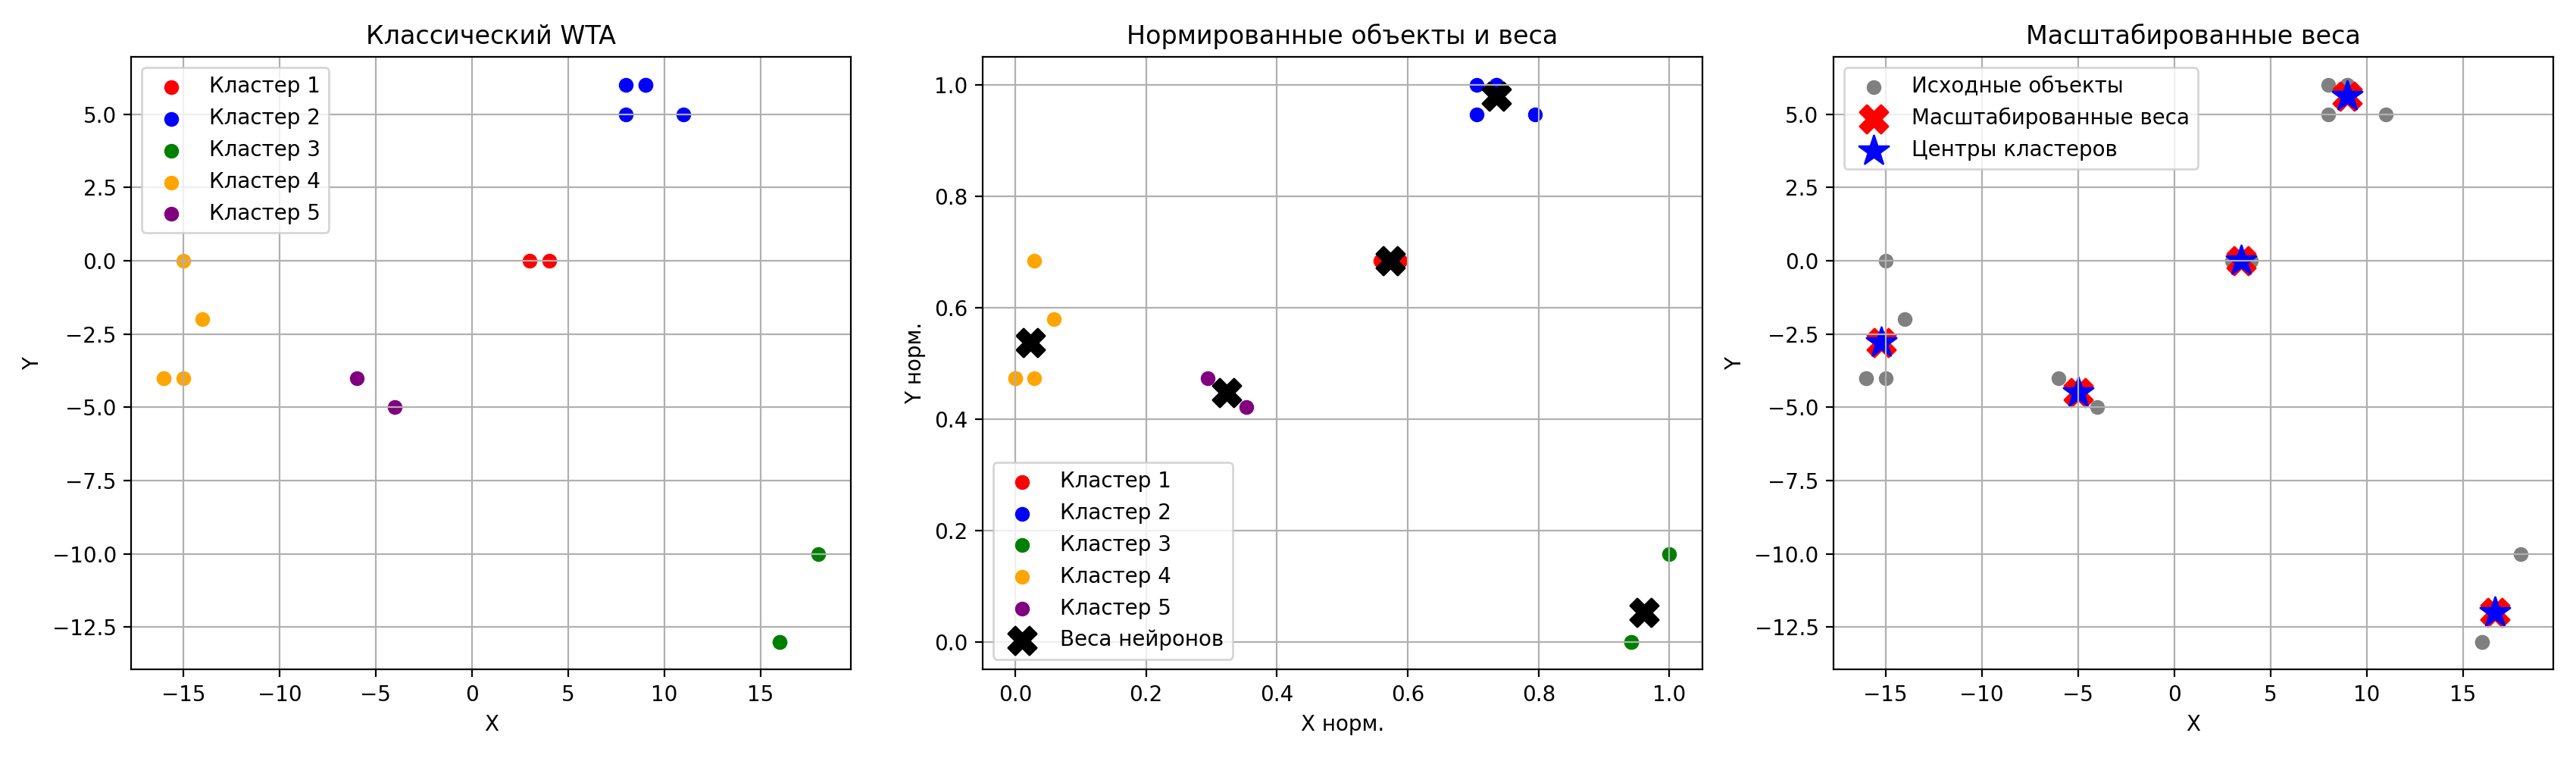 Классический WTA
Кластер 1
Кластер 2
Кластер 3
Кластер 4
Кластер 5
5.0
2.5
0.0
−2.5
−5.0
−7.5
−10.0
−12.5
Y
−15
−10
−5
0
5
10
15
X
Нормированные объекты и веса
1.0
0.8
0.6
0.4
0.2
0.0
Y норм.
Кластер 1
Кластер 2
Кластер 3
Кластер 4
Кластер 5
Веса нейронов
0.0
0.2
0.4
0.6
0.8
1.0
X норм.
Масштабированные веса
Исходные объекты
Масштабированные веса
Центры кластеров
5.0
2.5
0.0
−2.5
−5.0
−7.5
−10.0
−12.5
Y
−15
−10
−5
0
5
10
15
X